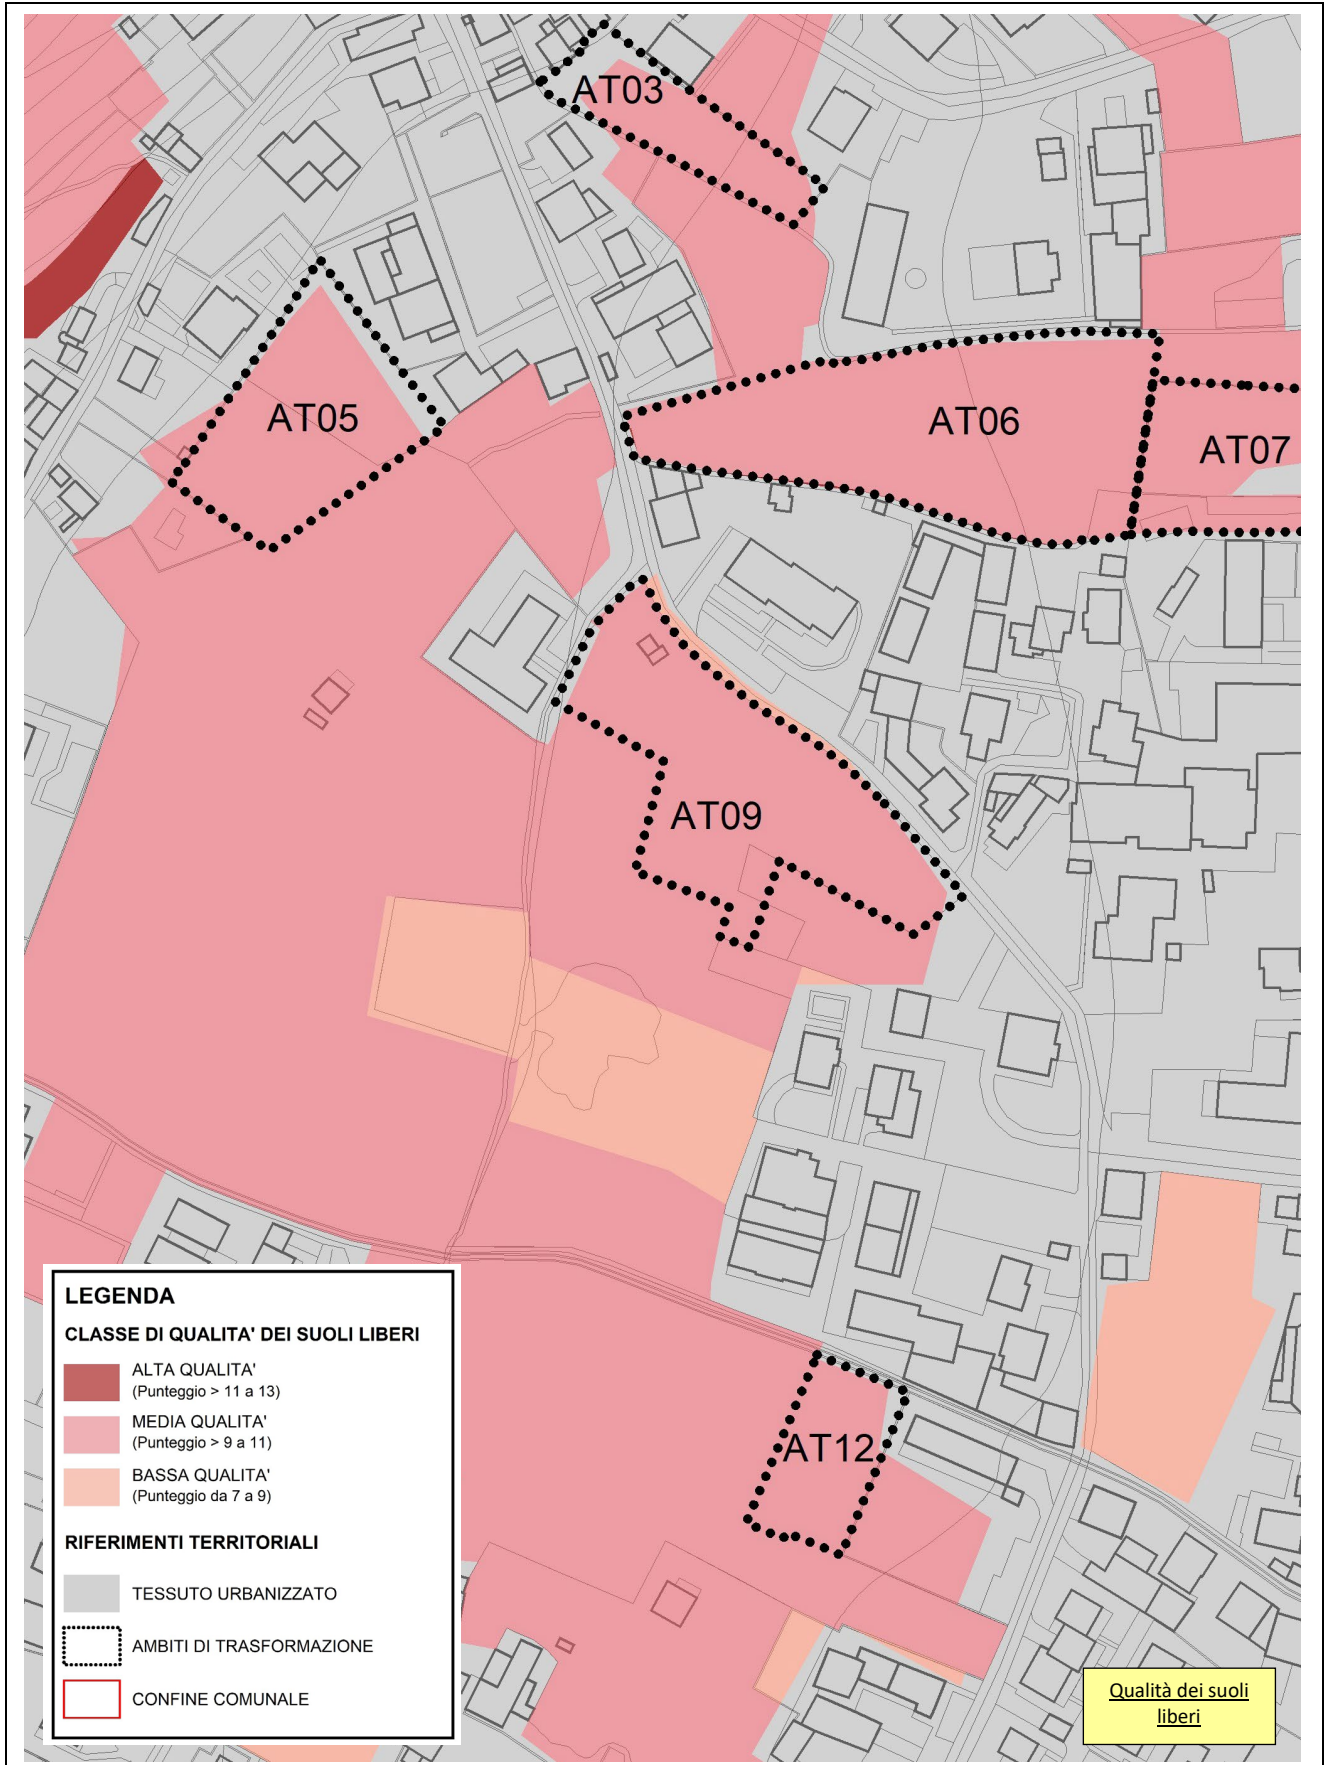 AT03
AT05
AT06
AT07
AT09
AT12
LEGENDA
CLASSE DI QUALITA' DEI SUOLI LIBERI
ALTA QUALITA'
(Punteggio > 11 a 13)
MEDIA QUALITA'
(Punteggio > 9 a 11)
BASSA QUALITA'
(Punteggio da 7 a 9)
RIFERIMENTI TERRITORIALI
TESSUTO URBANIZZATO
AMBITI DI TRASFORMAZIONE
CONFINE COMUNALE
Qualità dei suoli
liberi